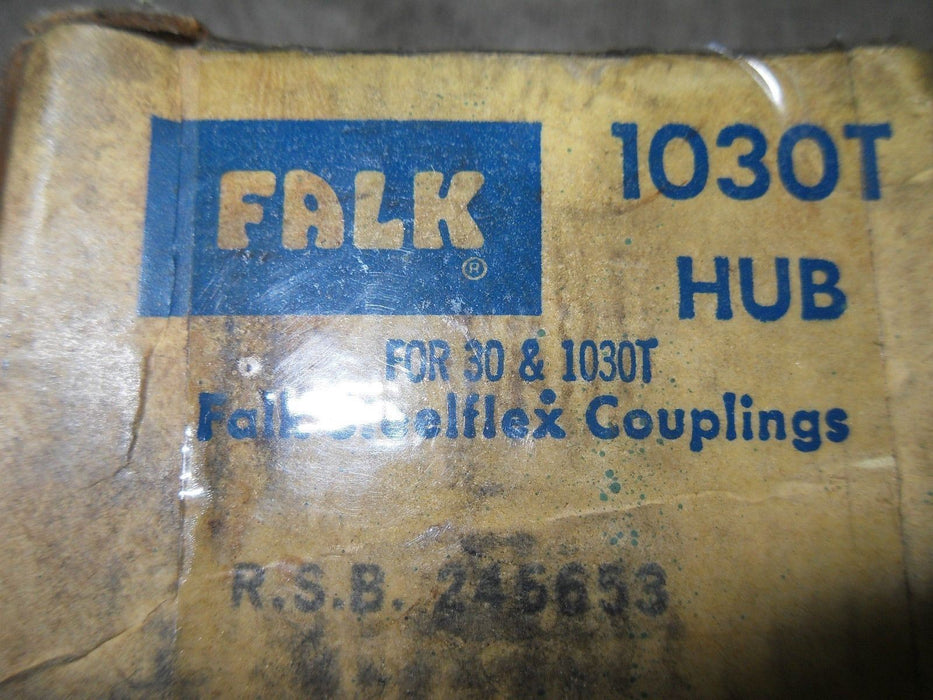 FALK
®
1030T
HUB
FOR 30 & 1030T
Falk Steelflex Couplings
R.S.B. 245653